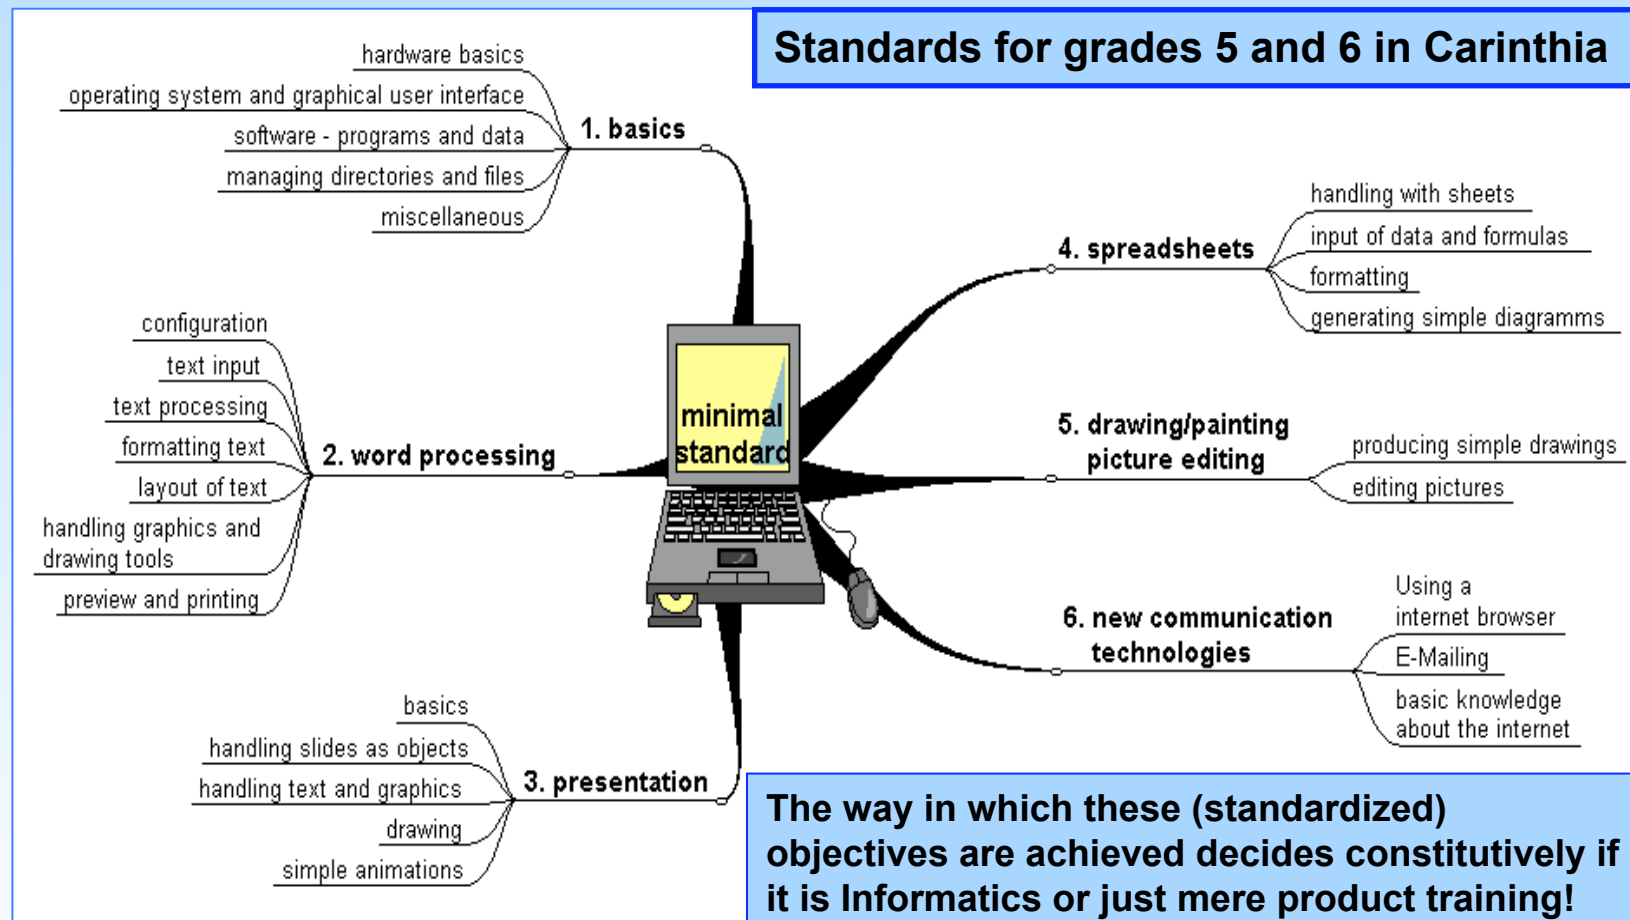 Standards for grades 5 and 6 in Carinthia
hardware basics
operating system and graphical user interface
software - programs and data
managing directories and files
miscellaneous
1. basics
configuration
text input
text processing
formatting text
layout of text
handling graphics and
drawing tools
preview and printing
2. word processing
basics
handling slides as objects
handling text and graphics
drawing
simple animations
3. presentation
minimal
standard
4. spreadsheets
handling with sheets
input of data and formulas
formatting
generating simple diagramms
5. drawing/painting
picture editing
producing simple drawings
editing pictures
6. new communication
technologies
Using a
internet browser
E-Mailing
basic knowledge
about the internet
The way in which these (standardized)
objectives are achieved decides constitutively if
it is Informatics or just mere product training!